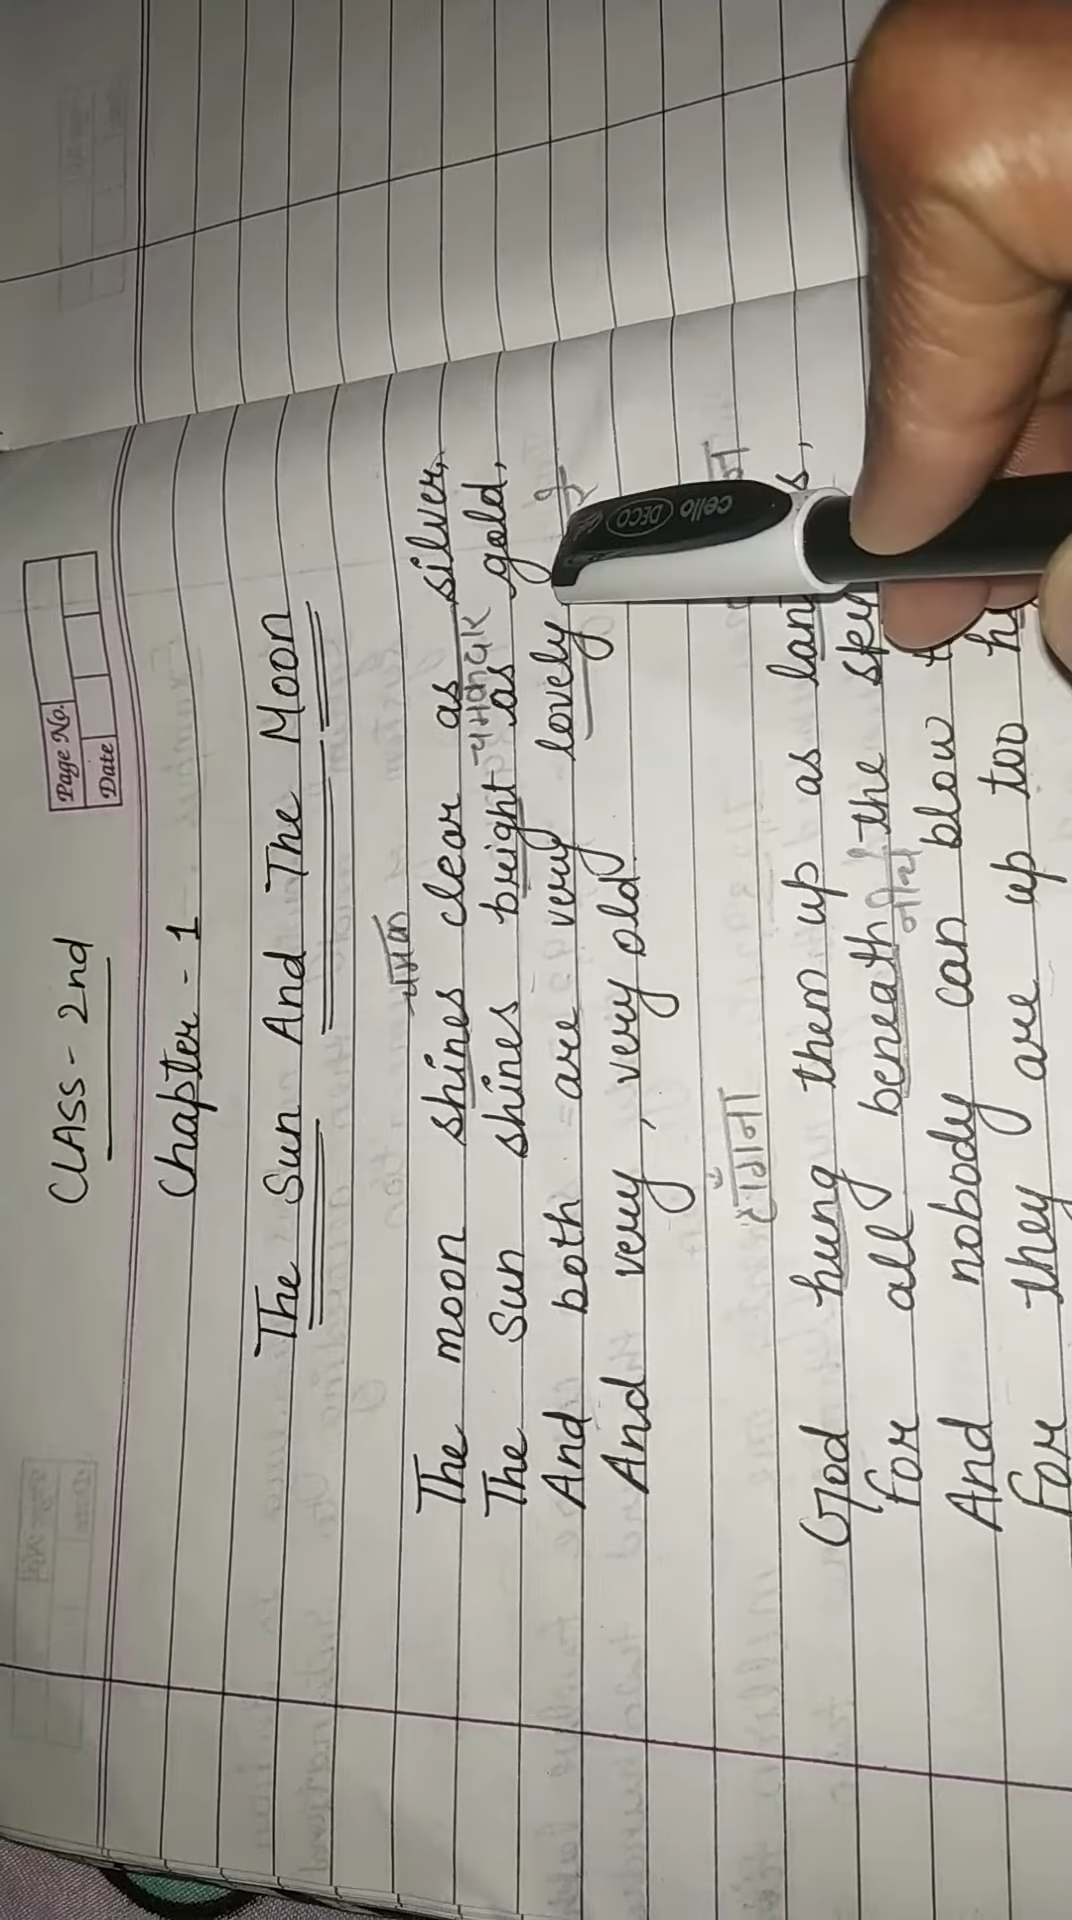 Page No.
Date
CLASS - 2nd
Chapter - 1
The Sun And The Moon
चमक
The moon shines clear as silver,
चमकदार
The Sun shines bright as gold,
And both are very lovely
And very, very old.
टांगना
God hung them up as
For all beneath the sky
नीचे
And nobody can blow
For they are up too
cello DECO